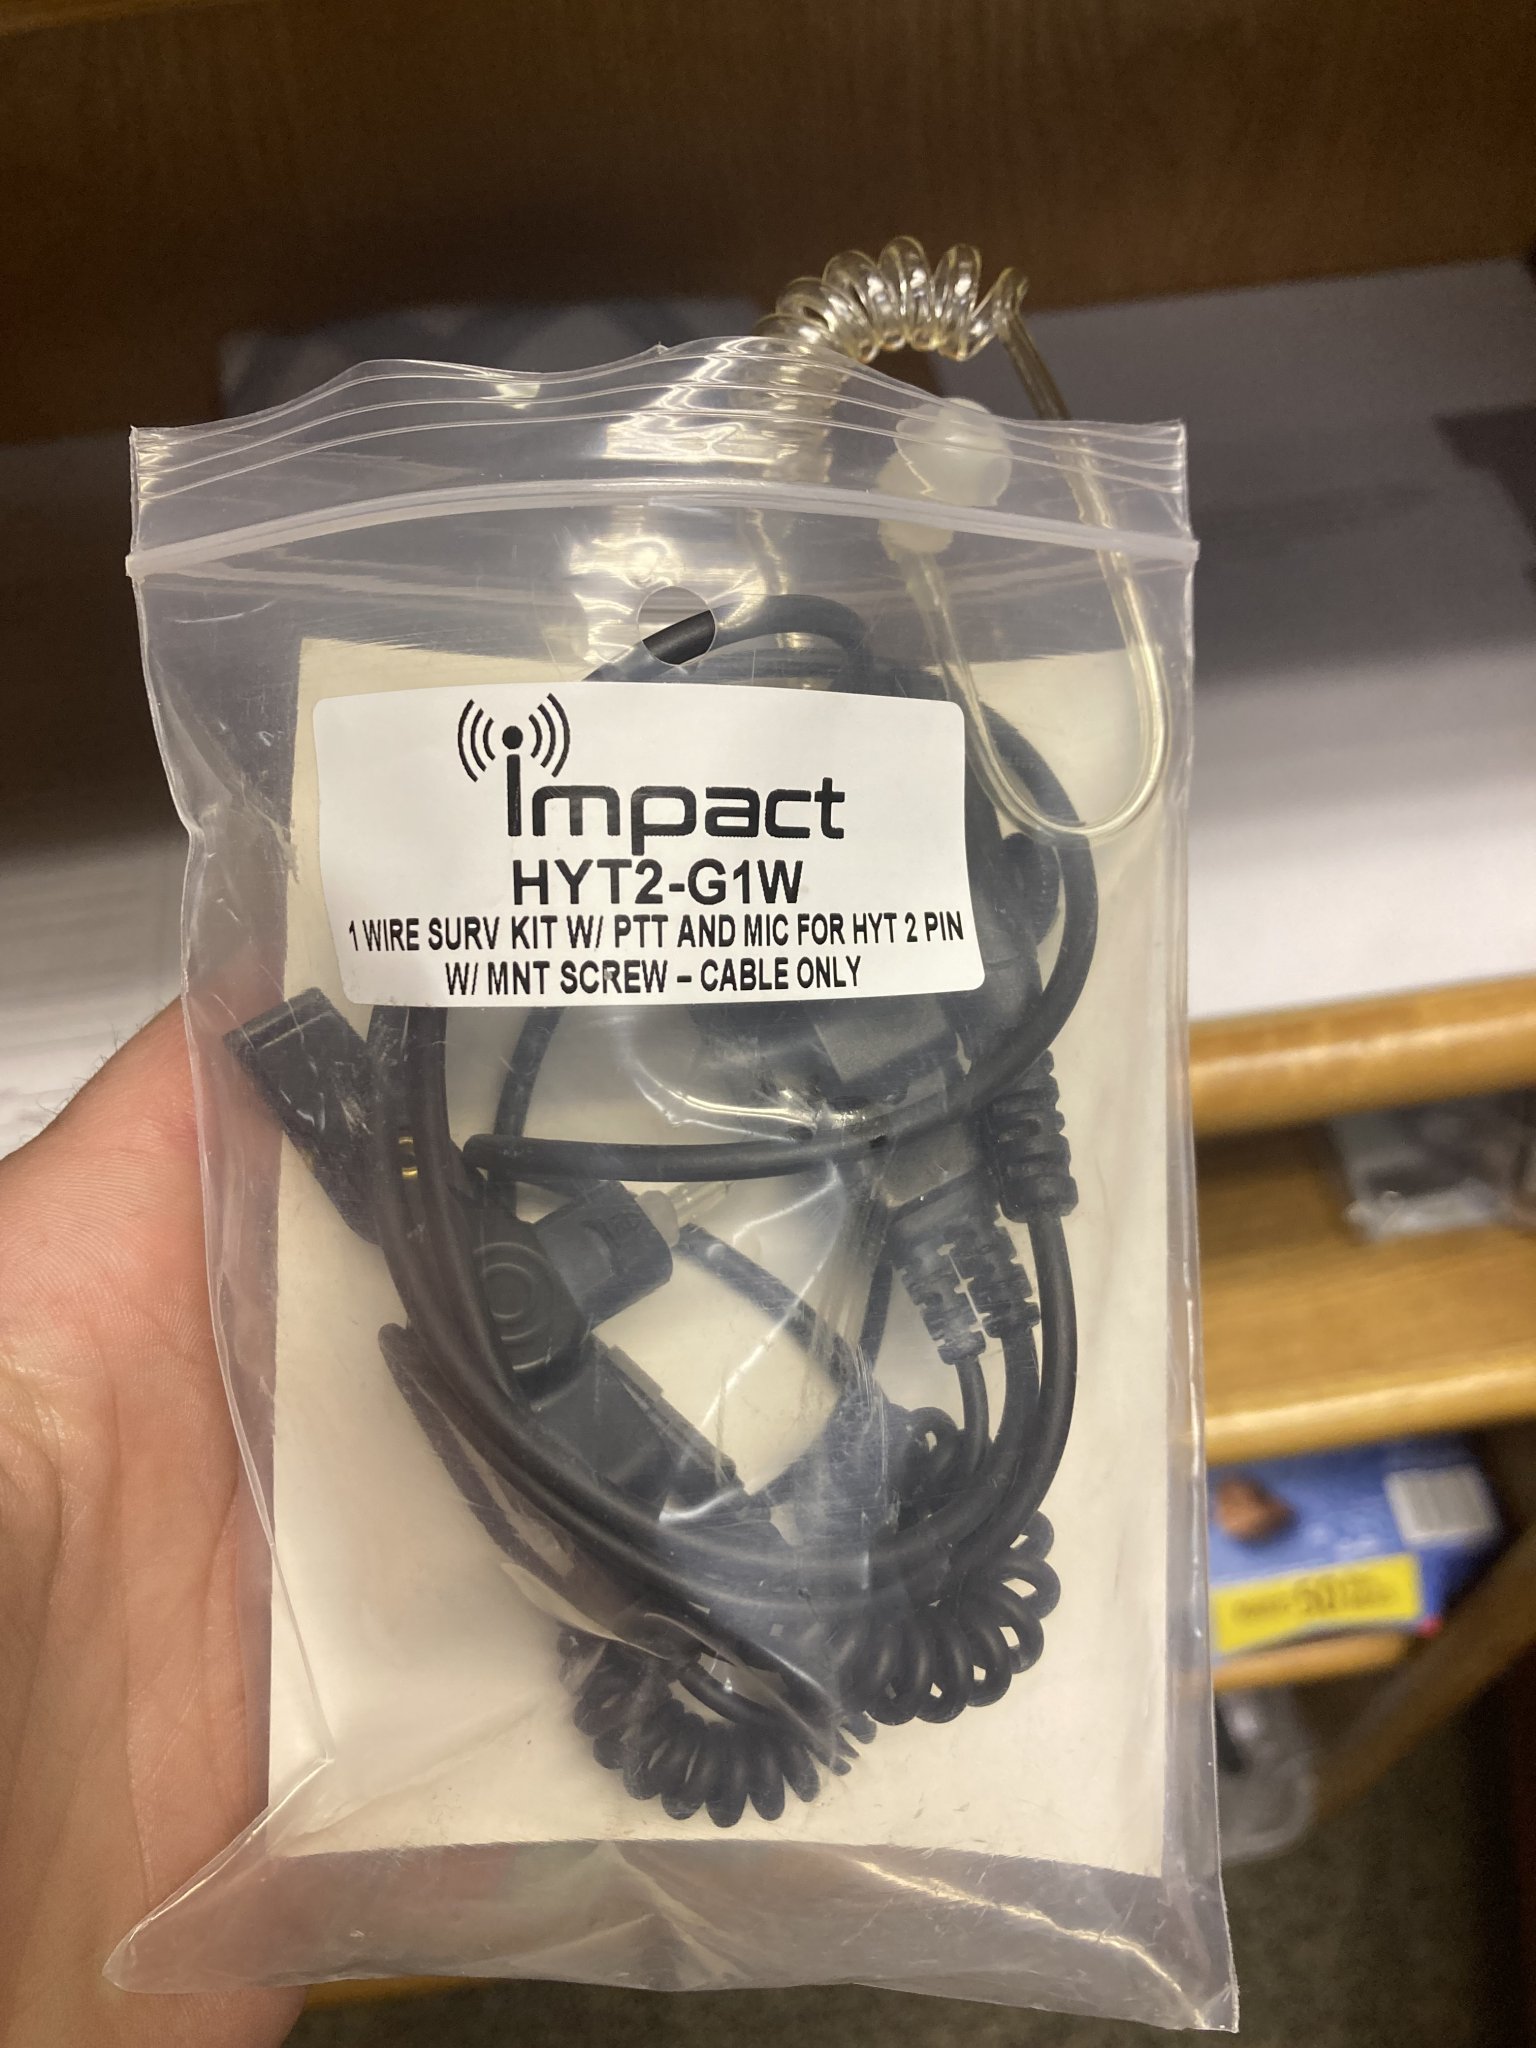 impact
HYT2-G1W
1 WIRE SURV KIT W/ PTT AND MIC FOR HYT 2 PIN
W/ MNT SCREW – CABLE ONLY